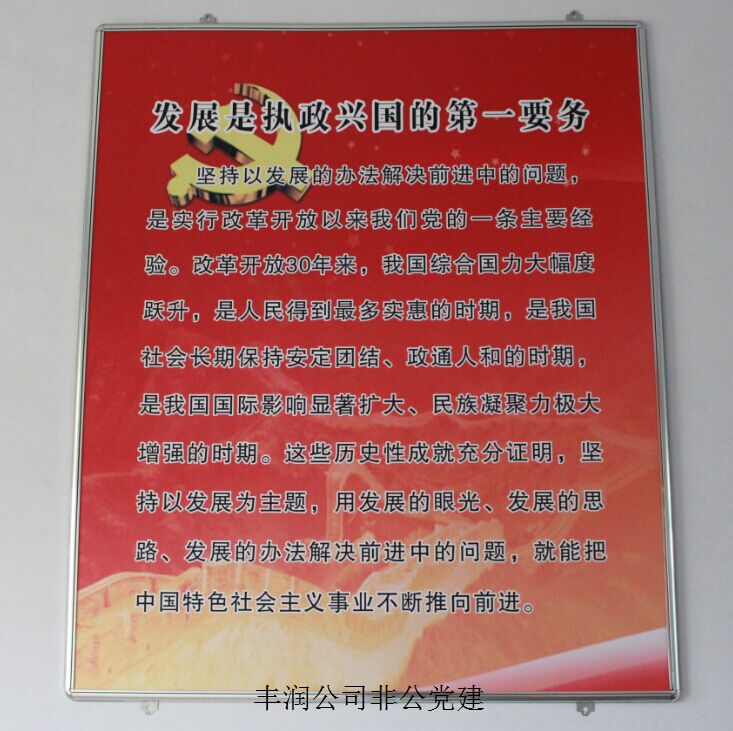 发展是执政兴国的第一要务
坚持以发展的办法解决前进中的问题，
是实行改革开放以来我们党的一条主要经
验。改革开放30年来，我国综合国力大幅度
跃升，是人民得到最多实惠的时期，是我国
社会长期保持安定团结、政通人和的时期，
是我国国际影响显著扩大、民族凝聚力极大
增强的时期。这些历史性成就充分证明，坚
持以发展为主题，用发展的眼光、发展的思
路、发展的办法解决前进中的问题，就能把
中国特色社会主义事业不断推向前进。
丰润公司非公党建